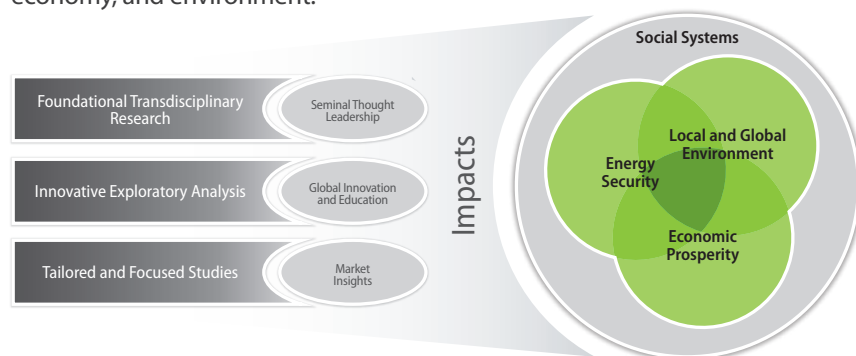 economy, and environment.
Social Systems
Foundational Transdisciplinary
Research
Seminal Thought
Leadership
Innovative Exploratory Analysis
Global Innovation
and Education
Tailored and Focused Studies
Market
Insights
Impacts
Local and Global
Environment
Energy
Security
Economic
Prosperity